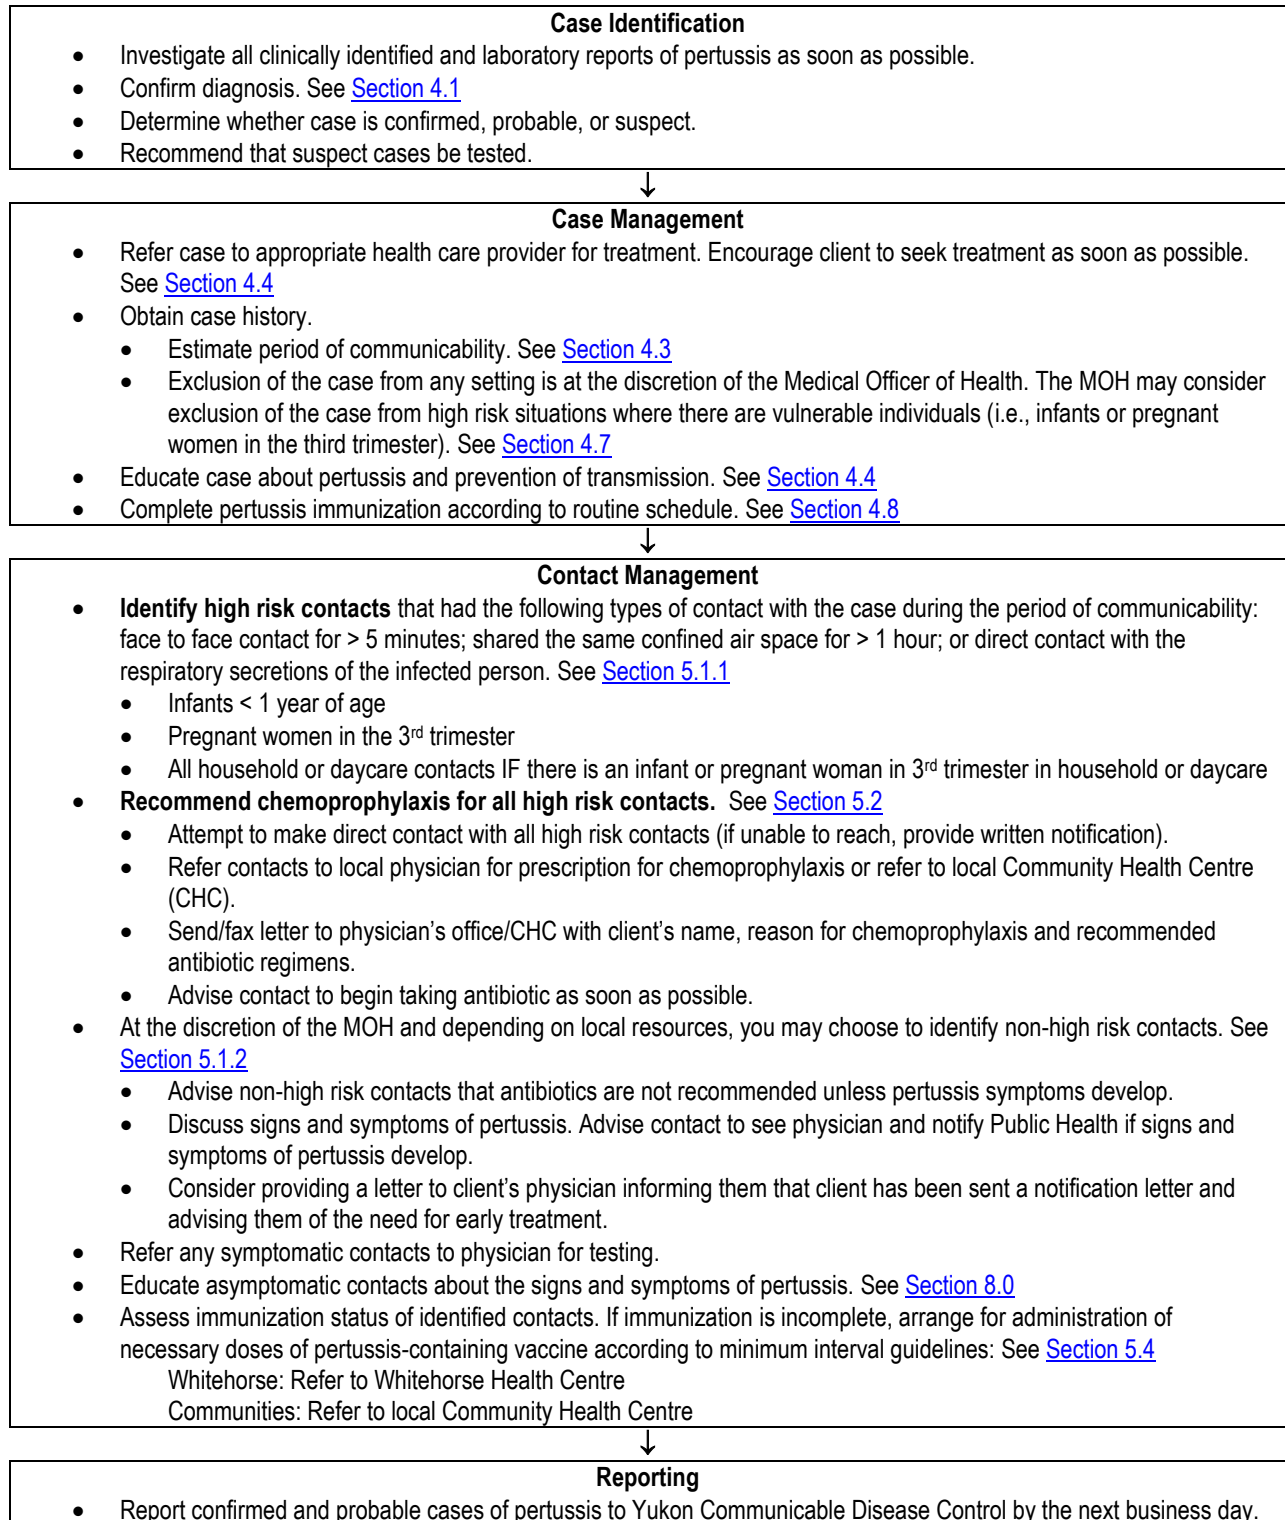 Case Identification
• Investigate all clinically identified and laboratory reports of pertussis as soon as possible.
• Confirm diagnosis. See Section 4.1
• Determine whether case is confirmed, probable, or suspect.
• Recommend that suspect cases be tested.
↓
Case Management
• Refer case to appropriate health care provider for treatment. Encourage client to seek treatment as soon as possible.
See Section 4.4
• Obtain case history.
• Estimate period of communicability. See Section 4.3
• Exclusion of the case from any setting is at the discretion of the Medical Officer of Health. The MOH may consider
exclusion of the case from high risk situations where there are vulnerable individuals (i.e., infants or pregnant
women in the third trimester). See Section 4.7
• Educate case about pertussis and prevention of transmission. See Section 4.4
• Complete pertussis immunization according to routine schedule. See Section 4.8
↓
Contact Management
• Identify high risk contacts that had the following types of contact with the case during the period of communicability:
face to face contact for > 5 minutes; shared the same confined air space for > 1 hour; or direct contact with the
respiratory secretions of the infected person. See Section 5.1.1
• Infants < 1 year of age
• Pregnant women in the 3rd trimester
• All household or daycare contacts IF there is an infant or pregnant woman in 3rd trimester in household or daycare
• Recommend chemoprophylaxis for all high risk contacts. See Section 5.2
• Attempt to make direct contact with all high risk contacts (if unable to reach, provide written notification).
• Refer contacts to local physician for prescription for chemoprophylaxis or refer to local Community Health Centre
(CHC).
• Send/fax letter to physician's office/CHC with client's name, reason for chemoprophylaxis and recommended
antibiotic regimens.
• Advise contact to begin taking antibiotic as soon as possible.
• At the discretion of the MOH and depending on local resources, you may choose to identify non-high risk contacts. See
Section 5.1.2
• Advise non-high risk contacts that antibiotics are not recommended unless pertussis symptoms develop.
• Discuss signs and symptoms of pertussis. Advise contact to see physician and notify Public Health if signs and
symptoms of pertussis develop.
• Consider providing a letter to client's physician informing them that client has been sent a notification letter and
advising them of the need for early treatment.
• Refer any symptomatic contacts to physician for testing.
• Educate asymptomatic contacts about the signs and symptoms of pertussis. See Section 8.0
• Assess immunization status of identified contacts. If immunization is incomplete, arrange for administration of
necessary doses of pertussis-containing vaccine according to minimum interval guidelines: See Section 5.4
Whitehorse: Refer to Whitehorse Health Centre
Communities: Refer to local Community Health Centre
↓
Reporting
• Report confirmed and probable cases of pertussis to Yukon Communicable Disease Control by the next business day.